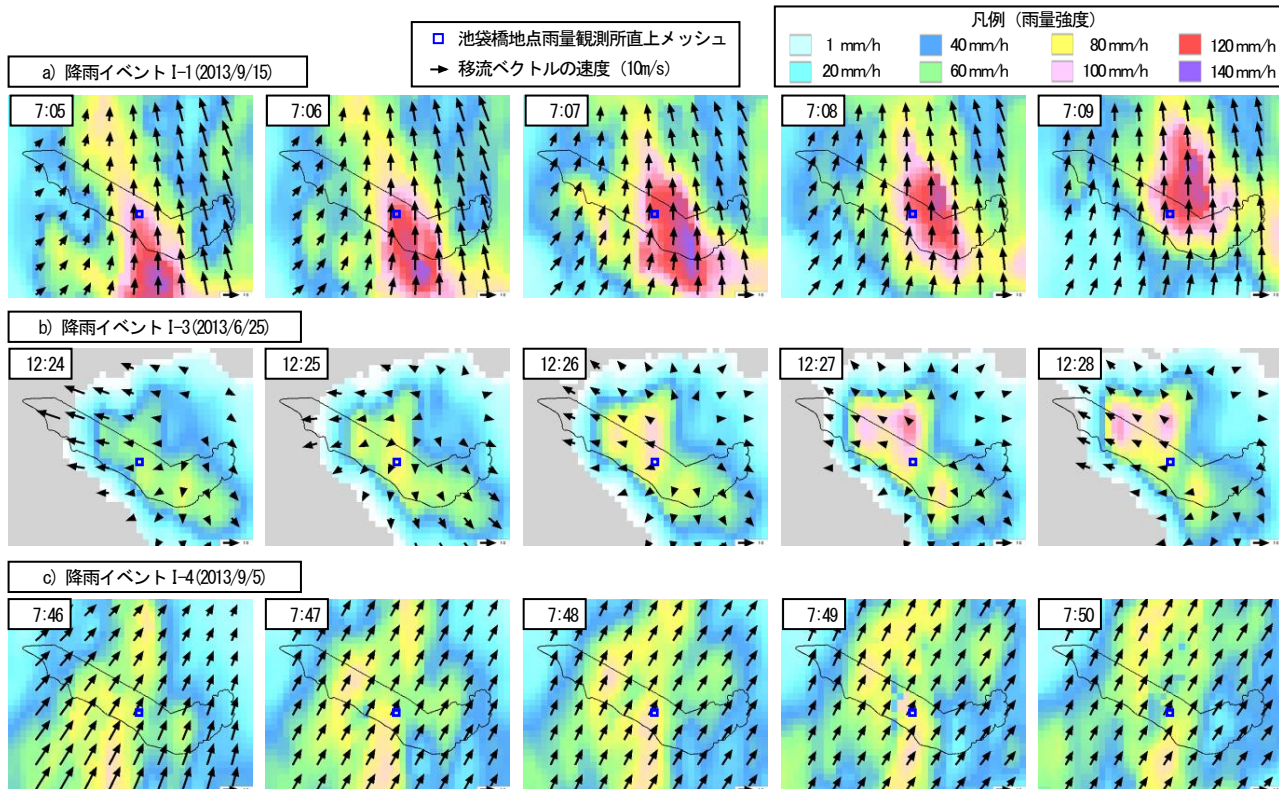 池袋橋地点雨量観測所直上メッシュ
移流ベクトルの速度（10m/s）
凡例（雨量強度）
1 mm/h 40 mm/h 80 mm/h 120 mm/h
20 mm/h 60 mm/h 100 mm/h 140 mm/h
a) 降雨イベント I-1(2013/9/15)
7:05 7:06 7:07 7:08 7:09
b) 降雨イベント I-3(2013/6/25)
12:24 12:25 12:26 12:27 12:28
c) 降雨イベント I-4(2013/9/5)
7:46 7:47 7:48 7:49 7:50